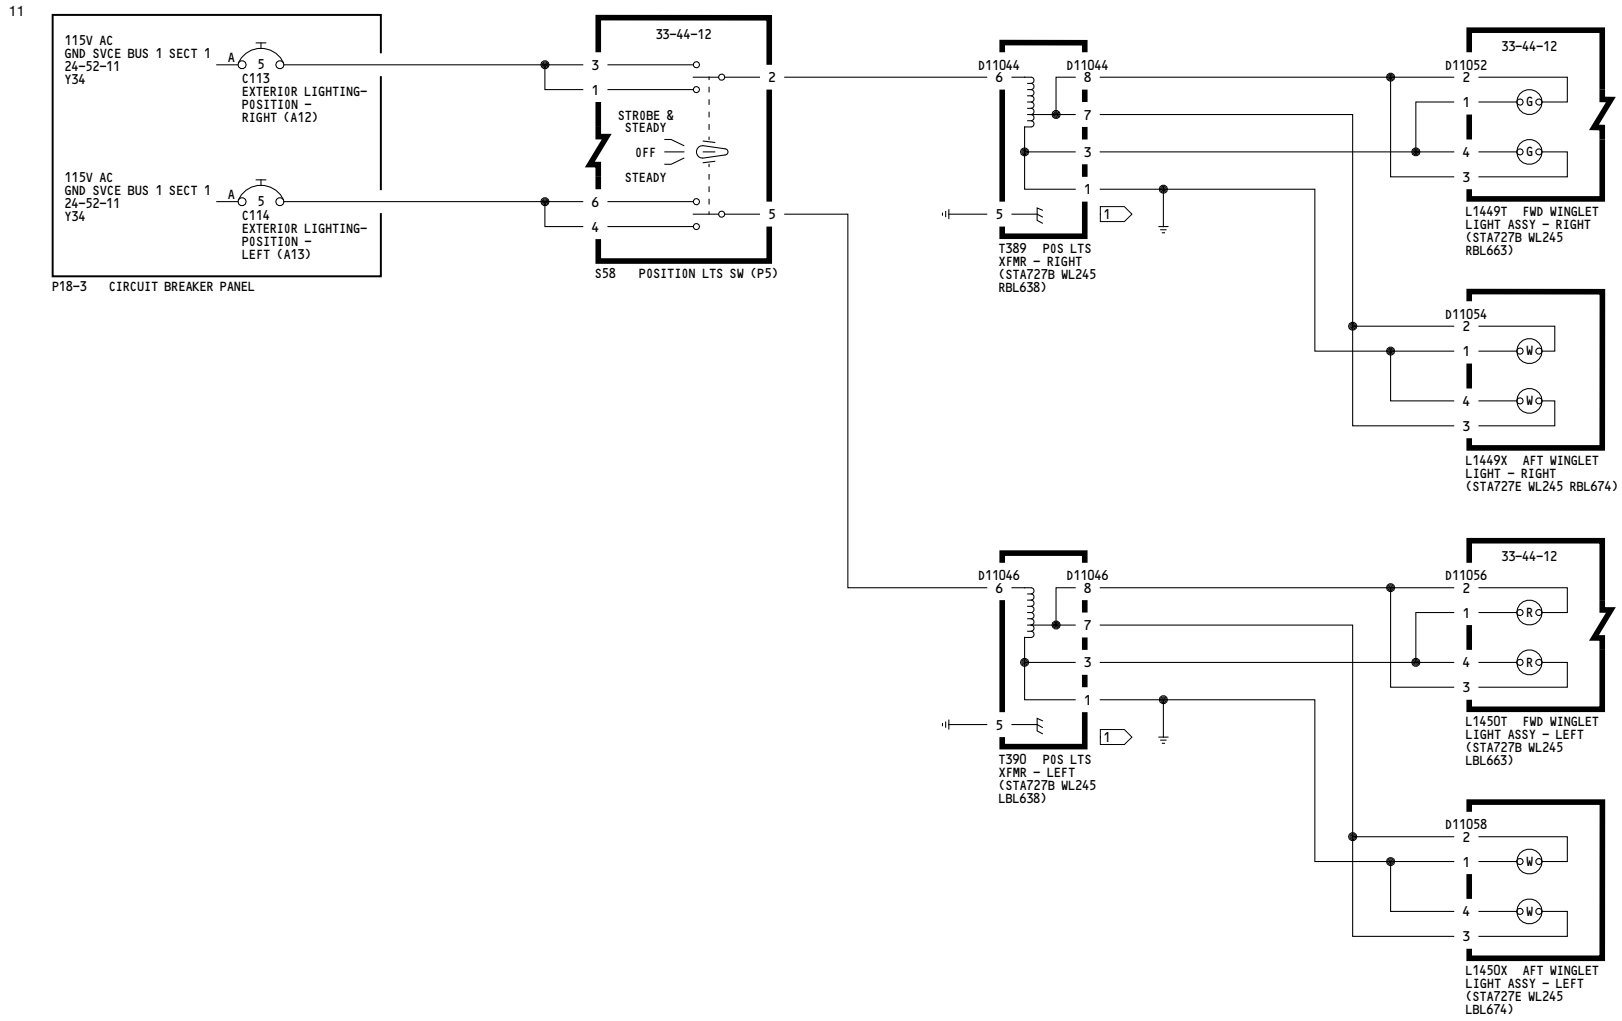 11
115V AC
GND SVCE BUS 1 SECT 1
24-52-11
Y34
A
5
C113
EXTERIOR LIGHTING-
POSITION -
RIGHT (A12)
115V AC
GND SVCE BUS 1 SECT 1
24-52-11
Y34
A
5
C114
EXTERIOR LIGHTING-
POSITION -
LEFT (A13)
P18-3 CIRCUIT BREAKER PANEL
33-44-12
3
2
1
STROBE &
STEADY
OFF
STEADY
6
5
4
S58 POSITION LTS SW (P5)
D11044 D11044
6 8
7
3
1
5
1
T389 POS LTS
XFMR - RIGHT
(STA727B WL245
RBL638)
33-44-12
D11052
2
1 G
4 G
3
L1449T FWD WINGLET
LIGHT ASSY - RIGHT
(STA727B WL245
RBL663)
D11054
2
1 W
4 W
3
L1449X AFT WINGLET
LIGHT - RIGHT
(STA727E WL245 RBL674)
D11046 D11046
6 8
7
3
1
5
1
T390 POS LTS
XFMR - LEFT
(STA727B WL245
LBL638)
33-44-12
D11056
2
1 R
4 R
3
L1450T FWD WINGLET
LIGHT ASSY - LEFT
(STA727B WL245
LBL663)
D11058
2
1 W
4 W
3
L1450X AFT WINGLET
LIGHT ASSY - LEFT
(STA727E WL245
LBL674)